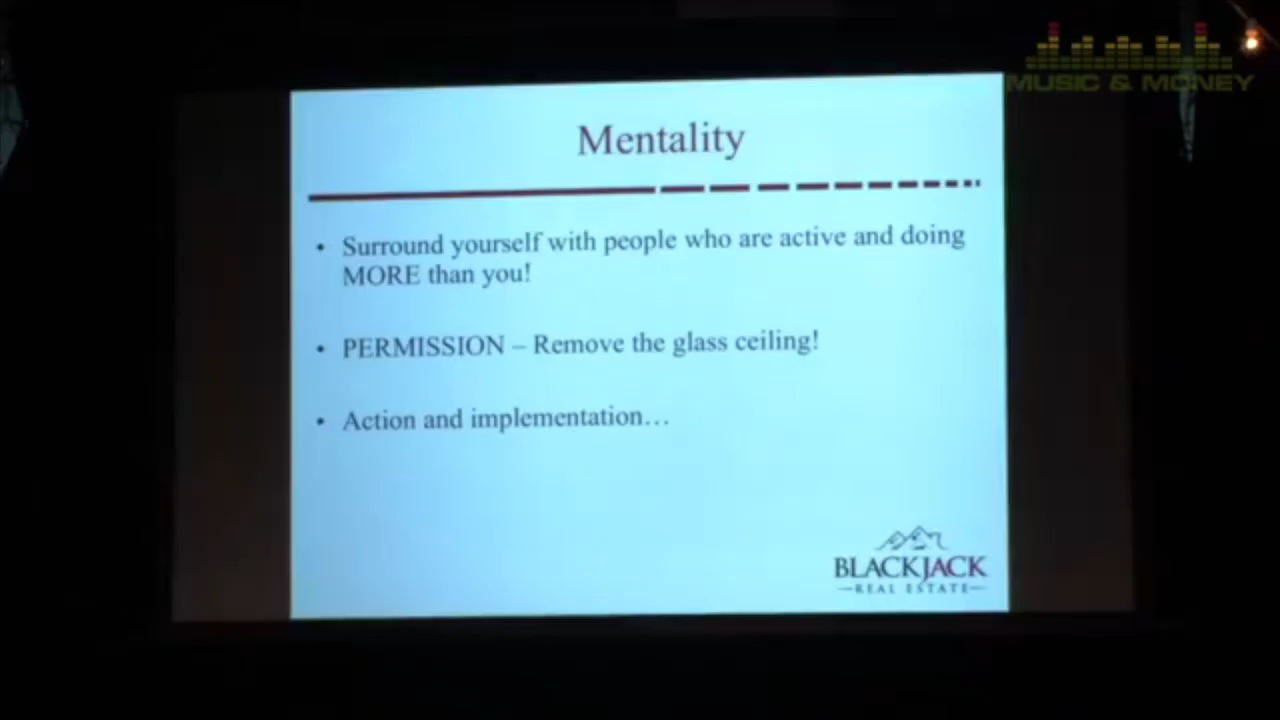 MUSIC & MONEY
Mentality
• Surround yourself with people who are active and doing
MORE than you!
• PERMISSION – Remove the glass ceiling!
• Action and implementation…
BLACKJACK
REAL ESTATE